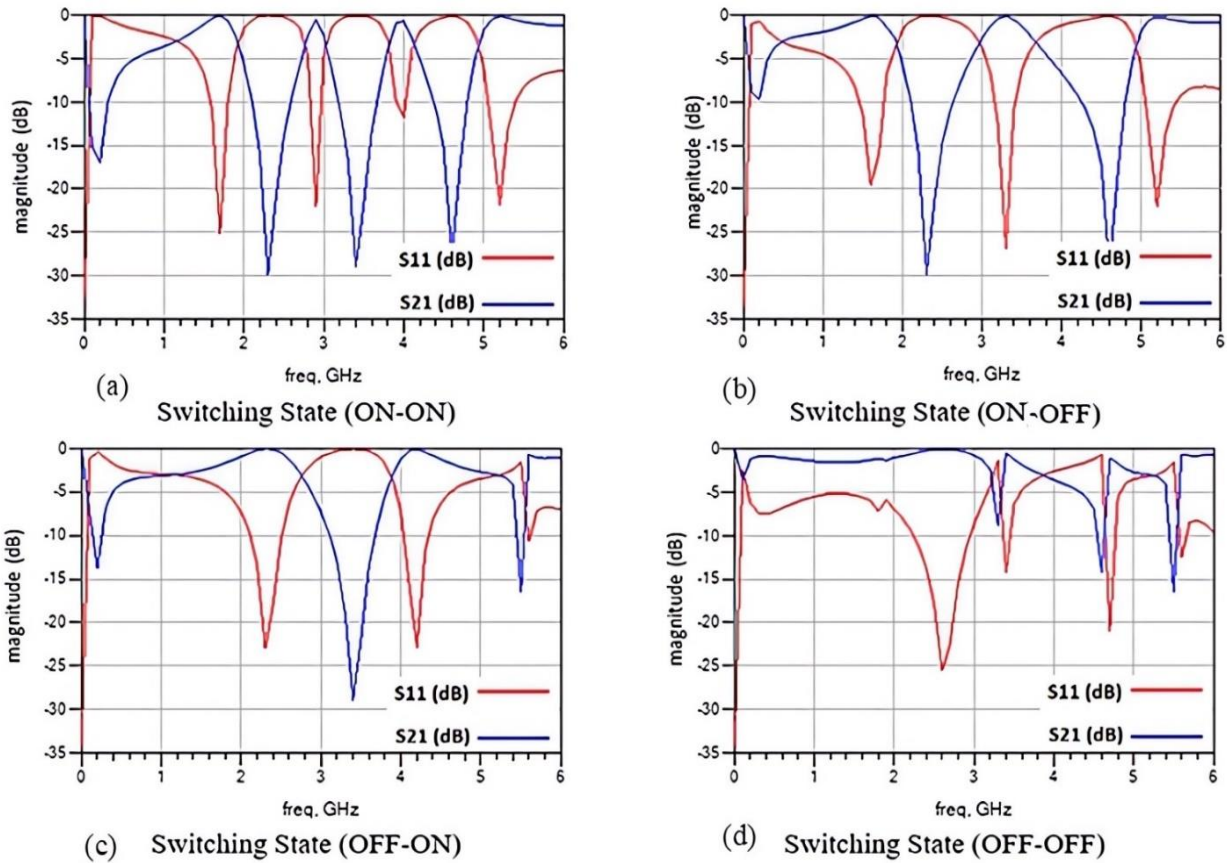 0
-5
-10
-15
-20
-25
-30
-35
magnitude (dB)
S11 (dB)
S21 (dB)
0 1 2 3 4 5 6
freq, GHz
(a)
Switching State (ON-ON)
0
-5
-10
-15
-20
-25
-30
-35
magnitude (dB)
S11 (dB)
S21 (dB)
0 1 2 3 4 5 6
freq, GHz
(b)
Switching State (ON-OFF)
0
-5
-10
-15
-20
-25
-30
-35
magnitude (dB)
S11 (dB)
S21 (dB)
0 1 2 3 4 5 6
freq, GHz
(c)
Switching State (OFF-ON)
0
-5
-10
-15
-20
-25
-30
-35
magnitude (dB)
S11 (dB)
S21 (dB)
0 1 2 3 4 5 6
freq, GHz
(d)
Switching State (OFF-OFF)